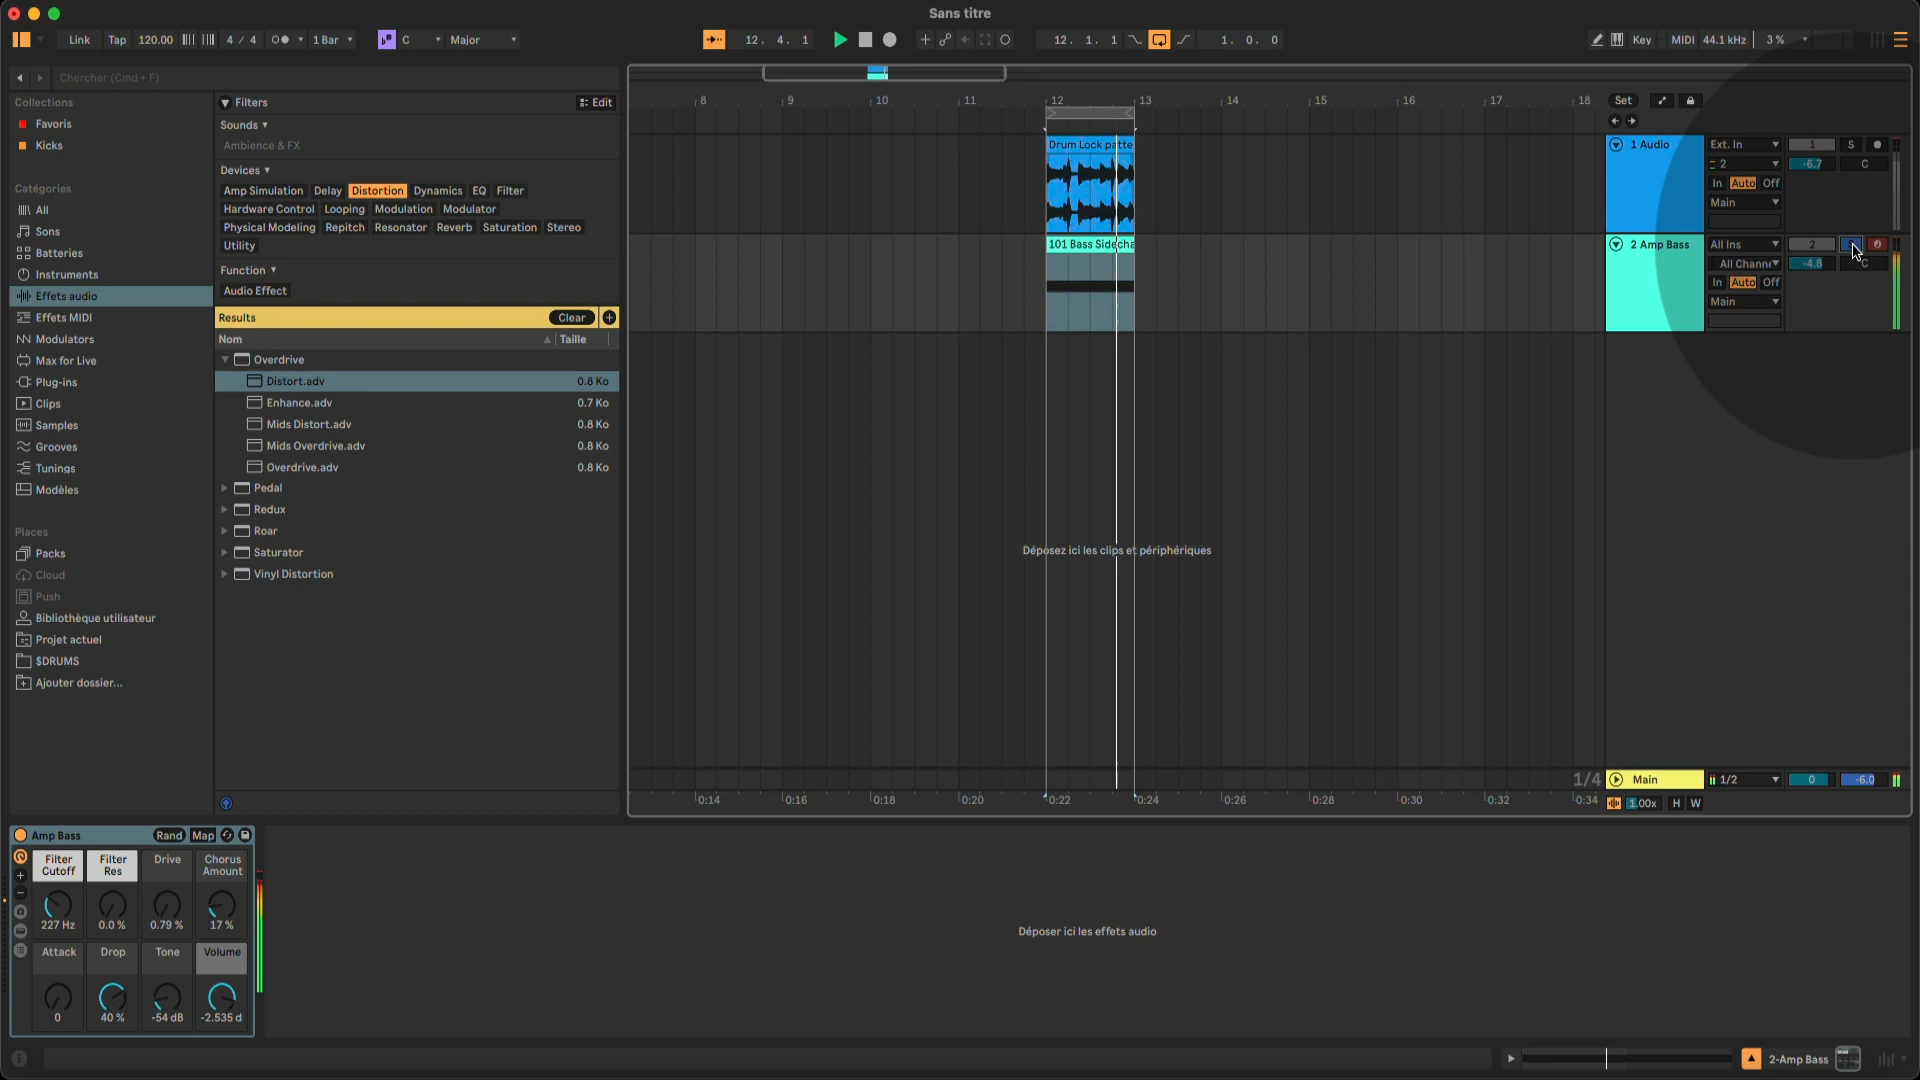 Sans titre
Link Tap 120.00 4 / 4 1 Bar C Major 12. 4. 1 12. 1. 1 1. 0. 0 Key MIDI 44.1 kHz 3 %
Chercher (Cmd + F)
Collections
Favoris
Kicks
Catégories
All
Sons
Batteries
Instruments
Effets audio
Effets MIDI
Modulators
Max for Live
Plug-ins
Clips
Samples
Grooves
Tunings
Modèles
Places
Packs
Cloud
Push
Bibliothèque utilisateur
Projet actuel
$DRUMS
Ajouter dossier...
Filters Edit
Sounds
Ambience & FX
Devices
Amp Simulation Delay Distortion Dynamics EQ Filter
Hardware Control Looping Modulation Modulator
Physical Modeling Repitch Resonator Reverb Saturation Stereo
Utility
Function
Audio Effect
Results Clear
Nom Taille
Overdrive
Distort.adv 0.8 Ko
Enhance.adv 0.7 Ko
Mids Distort.adv 0.8 Ko
Mids Overdrive.adv 0.8 Ko
Overdrive.adv 0.8 Ko
Pedal
Redux
Roar
Saturator
Vinyl Distortion
8 9 10 11 12 13 14 15 16 17 18 Set
Drum Lock patte
101 Bass Sidecha
Déposez ici les clips et périphériques
1 Audio Ext. In 1 S
2 -6.7 C
In Auto Off
Main
2 Amp Bass All Ins 2
All Channe -4.8 C
In Auto Off
Main
1/4 Main 1/2 0 -6.0
0:14 0:16 0:18 0:20 0:22 0:24 0:26 0:28 0:30 0:32 0:34 1.00x H W
Amp Bass Rand Map
Filter Cutoff Filter Res Drive Chorus Amount
227 Hz 0.0 % 0.79 % 17 %
Attack Drop Tone Volume
0 40 % -54 dB -2.535 d
Déposer ici les effets audio
2-Amp Bass